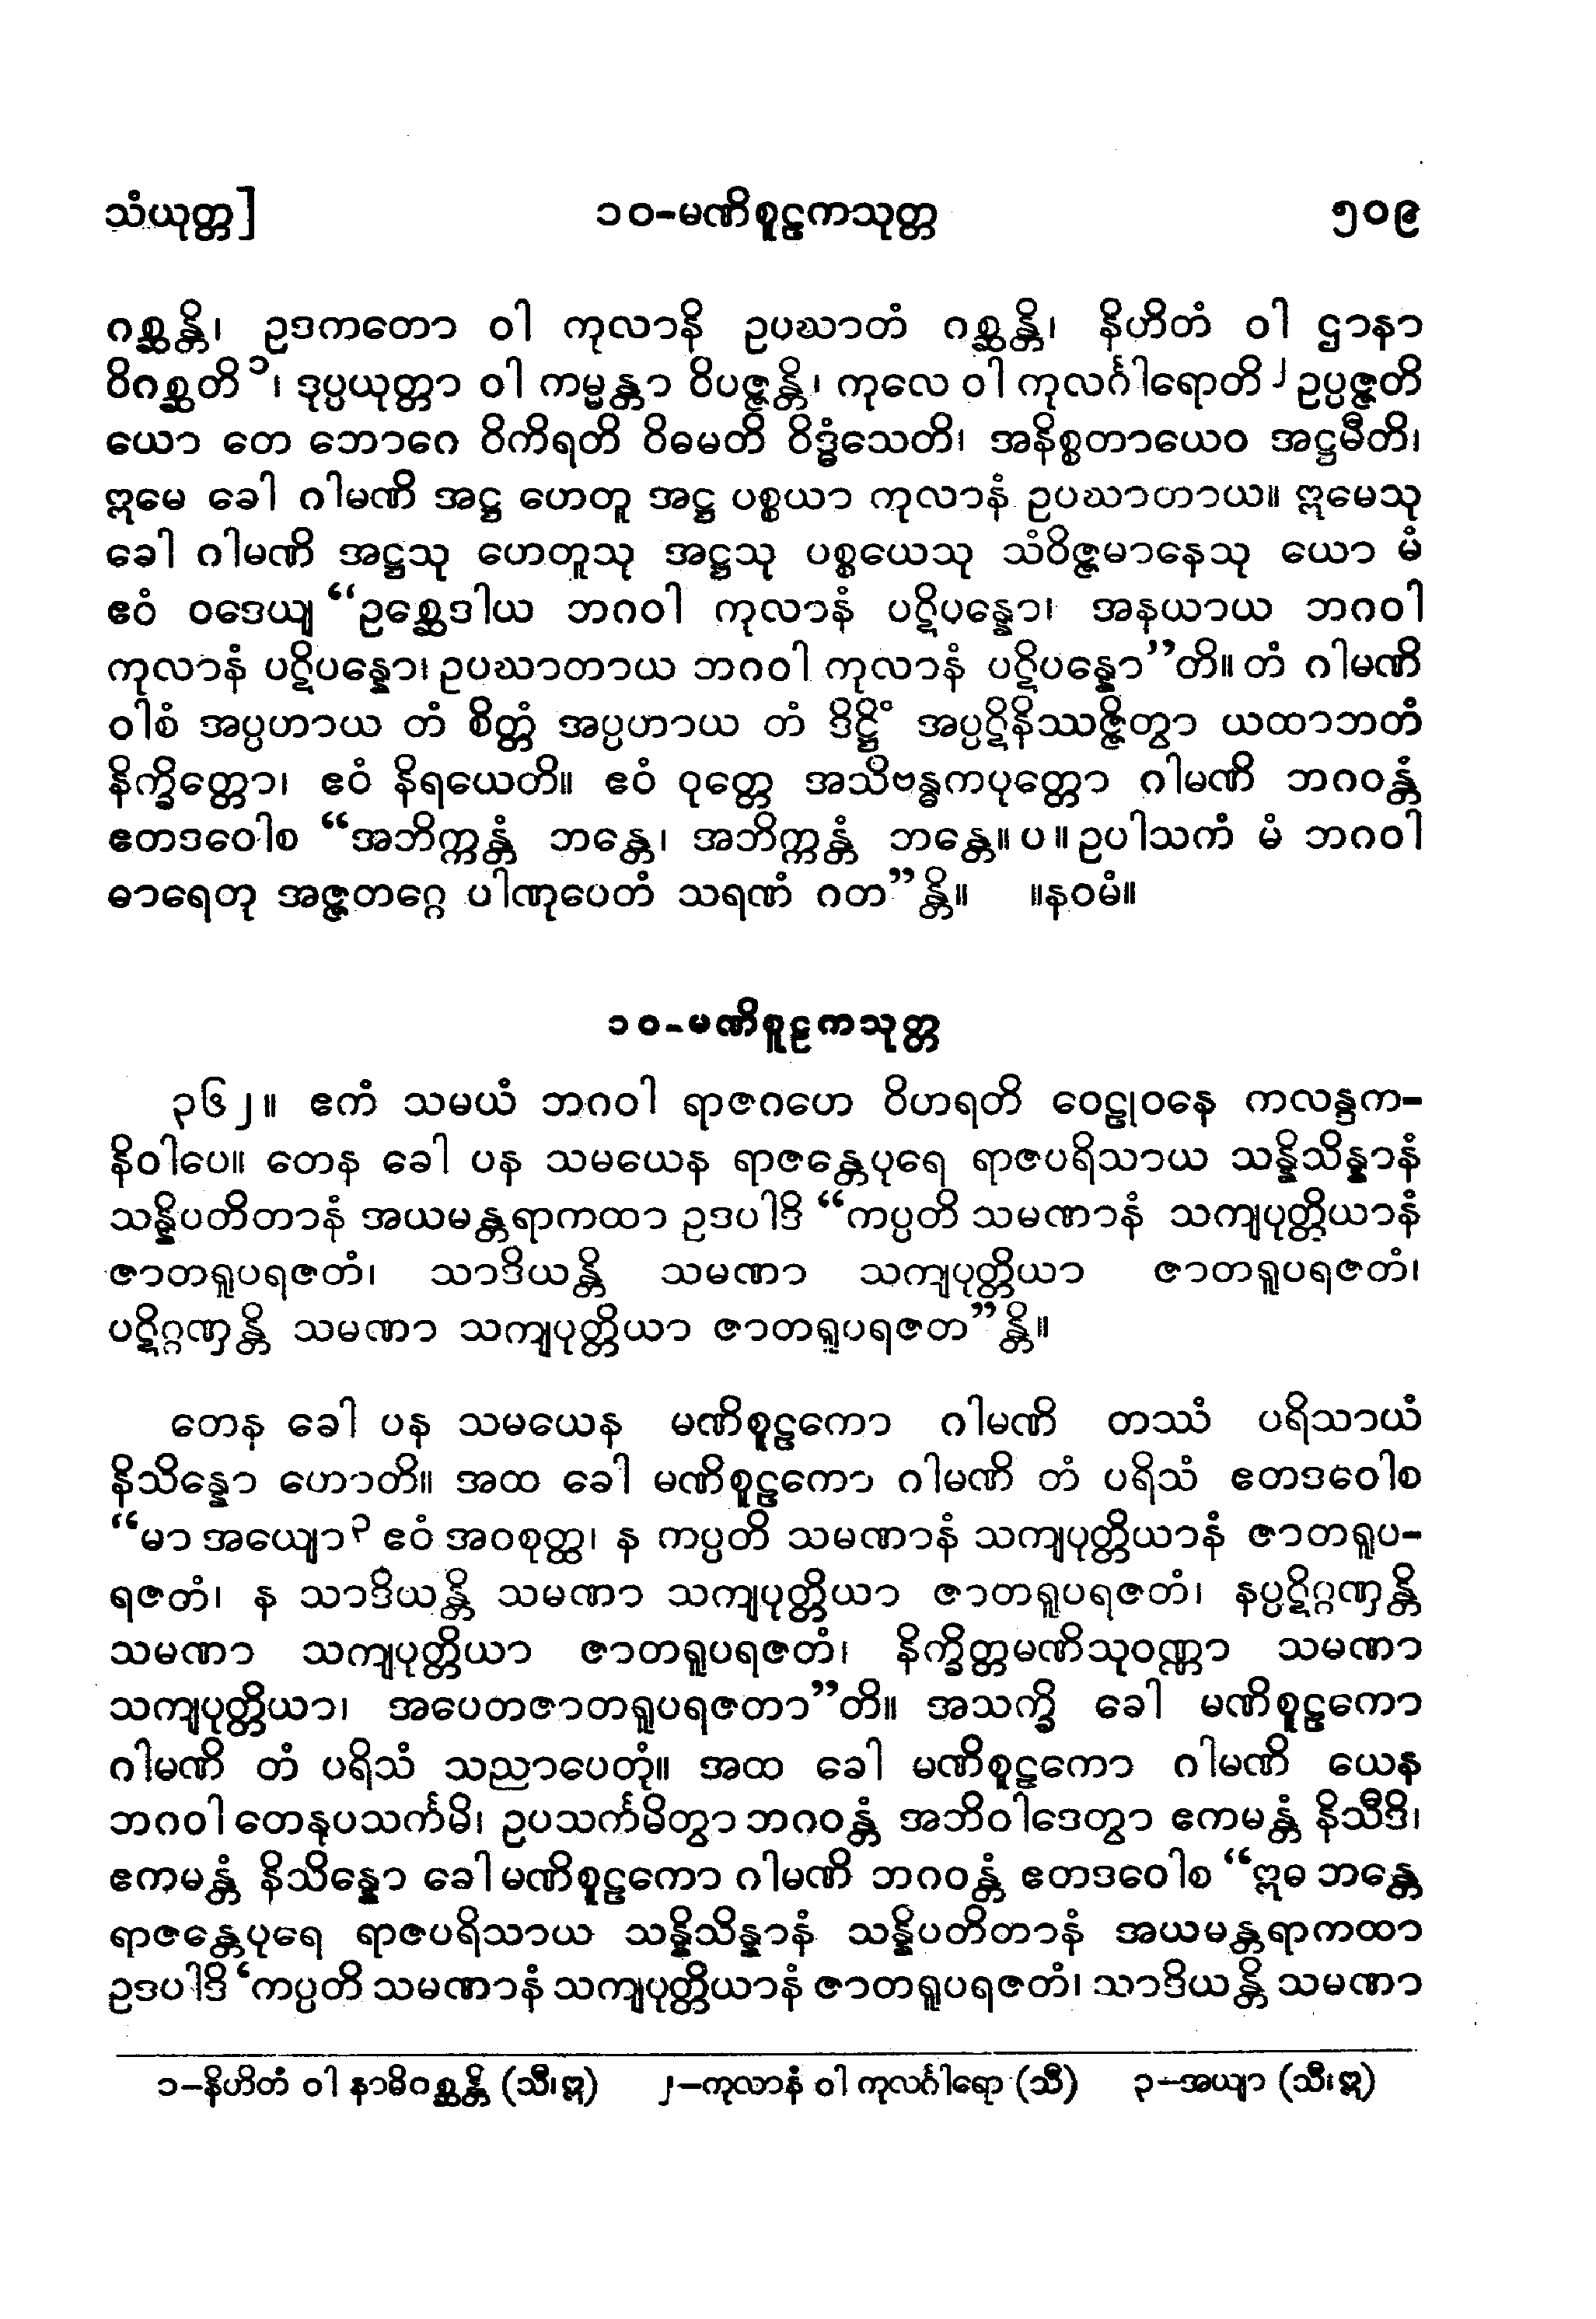 သံယုတ္တ] ၁၀-မဏိစူဠကသုတ္တ ၅၀၉
ဂစ္ဆန္တိ၊ ဥဒကတော ဝါ ကုလာနိ ဥပဃာတံ ဂစ္ဆန္တိ၊ နိဟိတံ ဝါ ဌာနာ
ဝိဂစ္ဆတိ ၁၊ ဒုပ္ပယုတ္တာ ဝါ ကမ္မန္တာ ဝိပဇ္ဇန္တိ၊ ကုလေ ဝါ ကုလင်္ဂါရောတိ ၂ ဥပ္ပဇ္ဇတိ
ယော တေ ဘောဂေ ဝိကိရတိ ဝိဓမတိ ဝိဒ္ဓံသေတိ၊ အနိစ္စတာယေဝ အဋ္ဌမီတိ၊
ဣမေ ခေါ ဂါမဏိ အဋ္ဌ ဟေတူ အဋ္ဌ ပစ္စယာ ကုလာနံ ဥပဃာတာယ။ ဣမေသု
ခေါ ဂါမဏိ အဋ္ဌသု ဟေတူသု အဋ္ဌသု ပစ္စယေသု သံဝိဇ္ဇမာနေသု ယော မံ
ဧဝံ ဝဒေယျ “ဥစ္ဆေဒါယ ဘဂဝါ ကုလာနံ ပဋိပန္နော၊ အနယာယ ဘဂဝါ
ကုလာနံ ပဋိပန္နော၊ ဥပဃာတာယ ဘဂဝါ ကုလာနံ ပဋိပန္နော”တိ။ တံ ဂါမဏိ
ဝါစံ အပ္ပဟာယ တံ စိတ္တံ အပ္ပဟာယ တံ ဒိဋ္ဌိံ အပ္ပဋိနိဿဇ္ဇိတွာ ယထာဘတံ
နိက္ခိတ္တော၊ ဧဝံ နိရယေတိ။ ဧဝံ ဝုတ္တေ အသိဗန္ဓကပုတ္တော ဂါမဏိ ဘဂဝန္တံ
ဧတဒဝေါစ “အဘိက္ကန္တံ ဘန္တေ၊ အဘိက္ကန္တံ ဘန္တေ။ ပ ။ ဥပါသကံ မံ ဘဂဝါ
ဓာရေတု အဇ္ဇတဂ္ဂေ ပါဏုပေတံ သရဏံ ဂတ”န္တိ။ ။နဝမံ။
၁၀-မဏိစူဠကသုတ္တ
၃၆၂။ ဧကံ သမယံ ဘဂဝါ ရာဇဂဟေ ဝိဟရတိ ဝေဠုဝနေ ကလန္ဒက-
နိဝါပေ။ တေန ခေါ ပန သမယေန ရာဇန္တေပုရေ ရာဇပရိသာယ သန္နိသိန္နာနံ
သန္နိပတိတာနံ အယမန္တရာကထာ ဥဒပါဒိ “ကပ္ပတိ သမဏာနံ သကျပုတ္တိယာနံ
ဇာတရူပရဇတံ၊ သာဒိယန္တိ သမဏာ သကျပုတ္တိယာ ဇာတရူပရဇတံ၊
ပဋိဂ္ဂဏှန္တိ သမဏာ သကျပုတ္တိယာ ဇာတရူပရဇတ”န္တိ။
တေန ခေါ ပန သမယေန မဏိစူဠကော ဂါမဏိ တဿံ ပရိသာယံ
နိသိန္နော ဟောတိ။ အထ ခေါ မဏိစူဠကော ဂါမဏိ တံ ပရိသံ ဧတဒဝေါစ
“မာ အယျော၃ ဧဝံ အဝစုတ္ထ၊ န ကပ္ပတိ သမဏာနံ သကျပုတ္တိယာနံ ဇာတရူပ-
ရဇတံ၊ န သာဒိယန္တိ သမဏာ သကျပုတ္တိယာ ဇာတရူပရဇတံ၊ နပ္ပဋိဂ္ဂဏှန္တိ
သမဏာ သကျပုတ္တိယာ ဇာတရူပရဇတံ၊ နိက္ခိတ္တမဏိသုဝဏ္ဏာ သမဏာ
သကျပုတ္တိယာ၊ အပေတဇာတရူပရဇတာ”တိ။ အသက္ခိ ခေါ မဏိစူဠကော
ဂါမဏိ တံ ပရိသံ သညာပေတုံ။ အထ ခေါ မဏိစူဠကော ဂါမဏိ ယေန
ဘဂဝါ တေနုပသင်္ကမိ၊ ဥပသင်္ကမိတွာ ဘဂဝန္တံ အဘိဝါဒေတွာ ဧကမန္တံ နိသီဒိ၊
ဧကမန္တံ နိသိန္နော ခေါ မဏိစူဠကော ဂါမဏိ ဘဂဝန္တံ ဧတဒဝေါစ “ဣဓ ဘန္တေ
ရာဇန္တေပုရေ ရာဇပရိသာယ သန္နိသိန္နာနံ သန္နိပတိတာနံ အယမန္တရာကထာ
ဥဒပါဒိ ‘ကပ္ပတိ သမဏာနံ သကျပုတ္တိယာနံ ဇာတရူပရဇတံ၊ သာဒိယန္တိ သမဏာ
၁-နိဟိတံ ဝါ နာဓိဂစ္ဆန္တိ (သီ၊ဣ) ၂-ကုလာနံ ဝါ ကုလင်္ဂါရော (သီ) ၃-အယျာ (သီ၊ဣ)